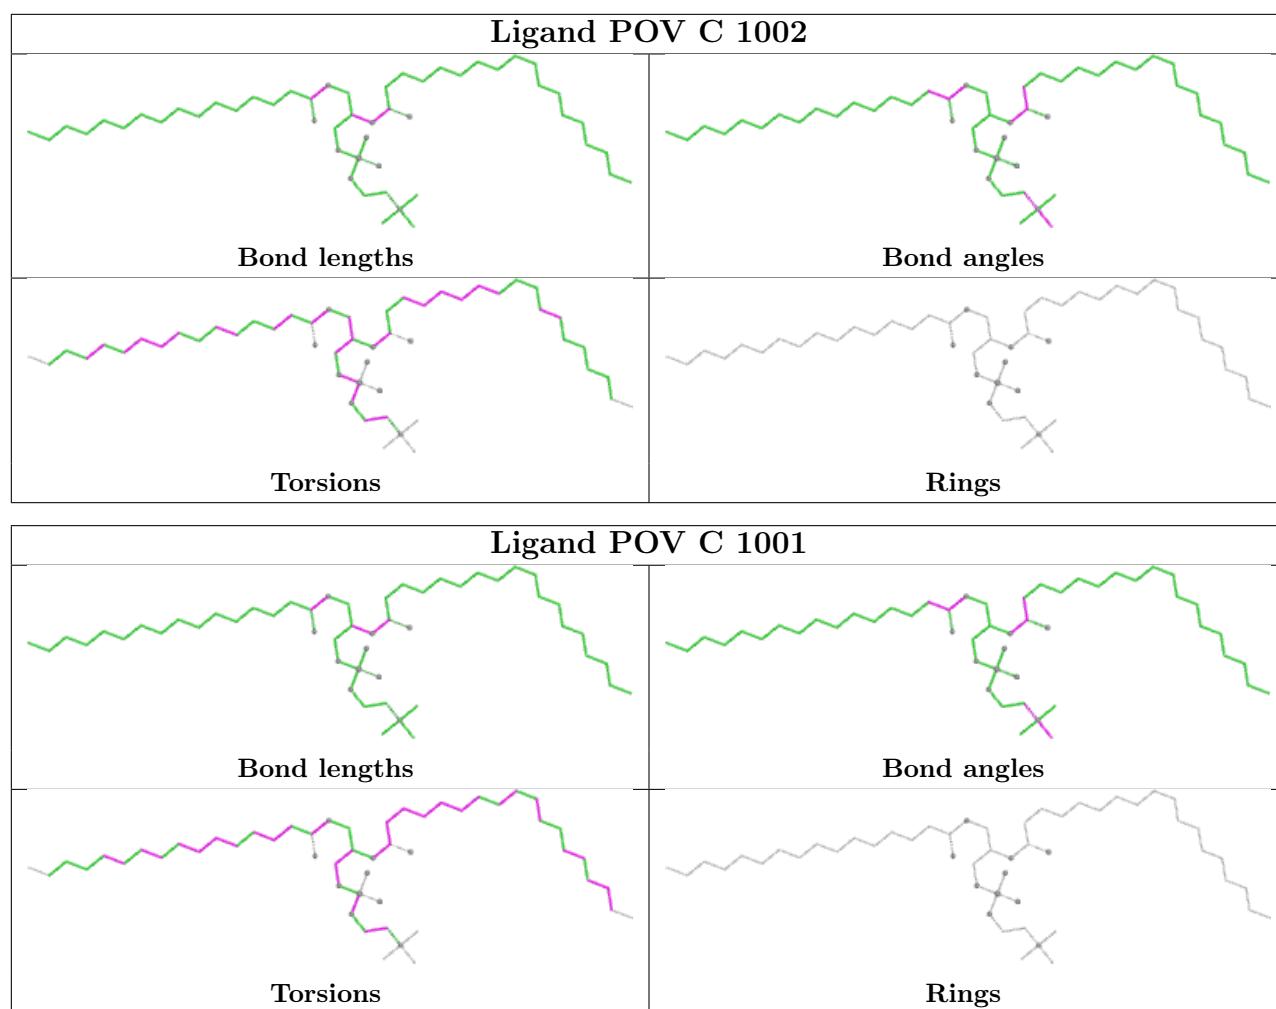 Ligand POV C 1002
Bond lengths
Bond angles
Torsions
Rings
Ligand POV C 1001
Bond lengths
Bond angles
Torsions
Rings